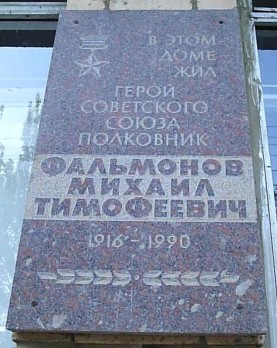 В ЭТОМ
ДОМЕ
ЖИЛ
ГЕРОЙ
СОВЕТСКОГО
СОЮЗА
ПОЛКОВНИК
ФАЛЬМОНОВ
МИХАИЛ
ТИМОФЕЕВИЧ
1916-1990